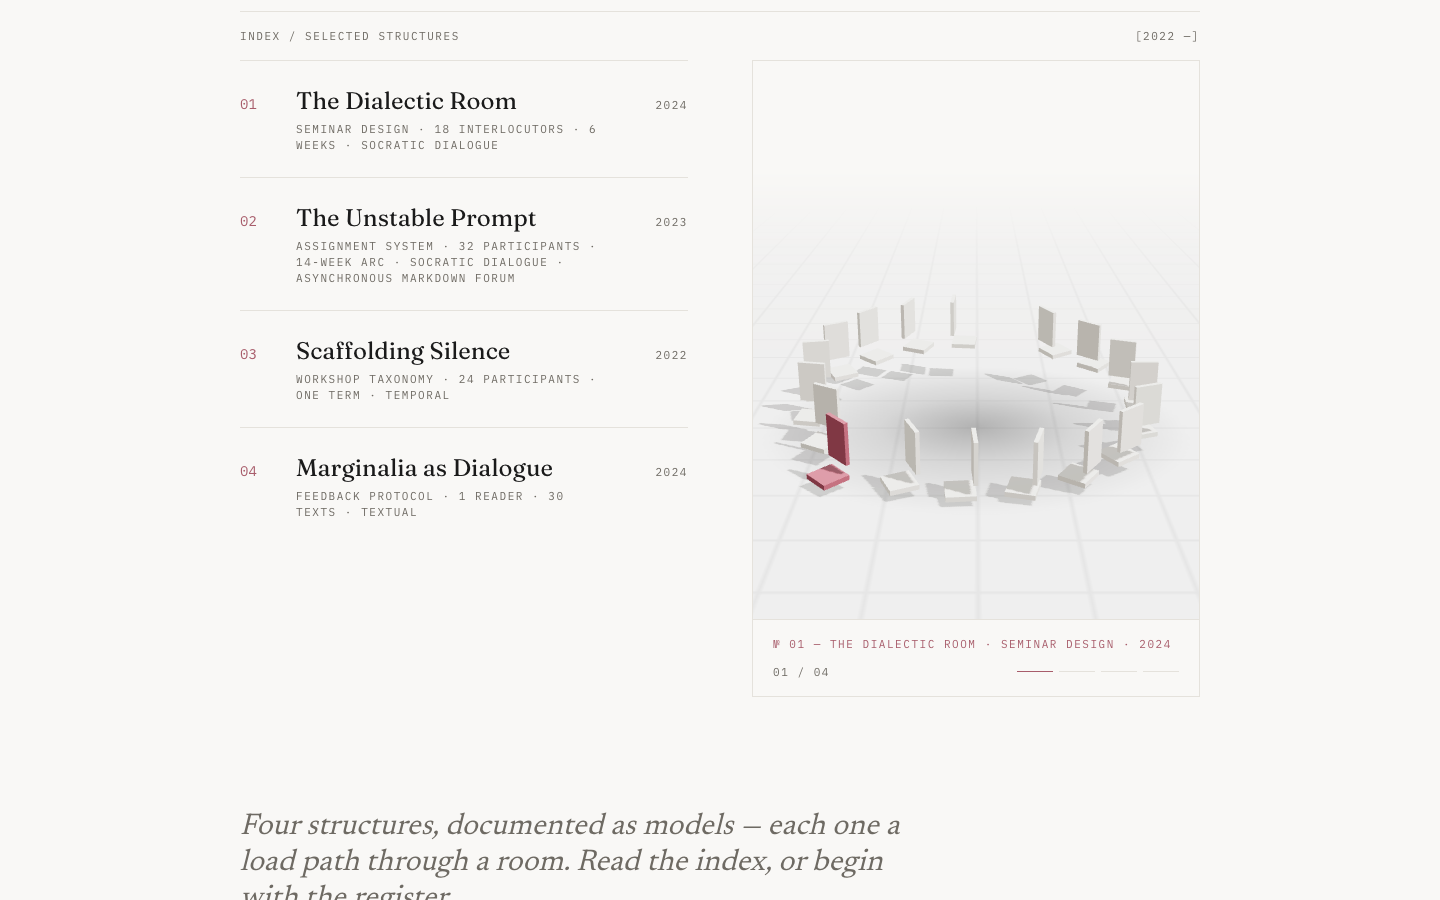 INDEX / SELECTED STRUCTURES
[2022 —]
01
The Dialectic Room
2024
SEMINAR DESIGN · 18 INTERLOCUTORS · 6
WEEKS · SOCRATIC DIALOGUE
02
The Unstable Prompt
2023
ASSIGNMENT SYSTEM · 32 PARTICIPANTS ·
14-WEEK ARC · SOCRATIC DIALOGUE ·
ASYNCHRONOUS MARKDOWN FORUM
03
Scaffolding Silence
2022
WORKSHOP TAXONOMY · 24 PARTICIPANTS ·
ONE TERM · TEMPORAL
04
Marginalia as Dialogue
2024
FEEDBACK PROTOCOL · 1 READER · 30
TEXTS · TEXTUAL
№ 01 — THE DIALECTIC ROOM · SEMINAR DESIGN · 2024
01 / 04
Four structures, documented as models — each one a
load path through a room. Read the index, or begin
with the register.